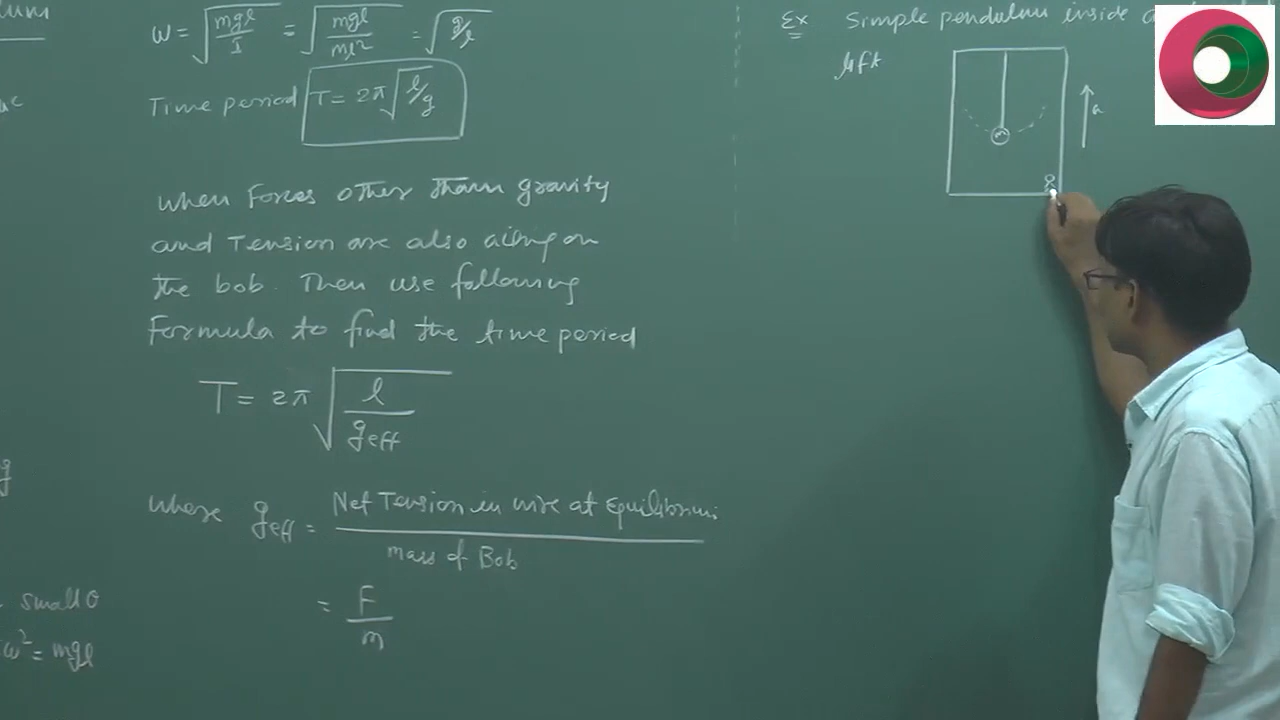 ω = √(mgl/I) = √(mgl/ml²) = √(g/l)
Time period T = 2π√(l/g)
when Forces other than gravity
and Tension are also acting on
the bob. Then use following
Formula to find the time period
T = 2π√(l/geff)
where geff = Net Tension in wire at Equilibrium / mass of Bob
= F/m
small θ
ω² = mgl
g
Ex Simple pendulum inside
lift
m
a